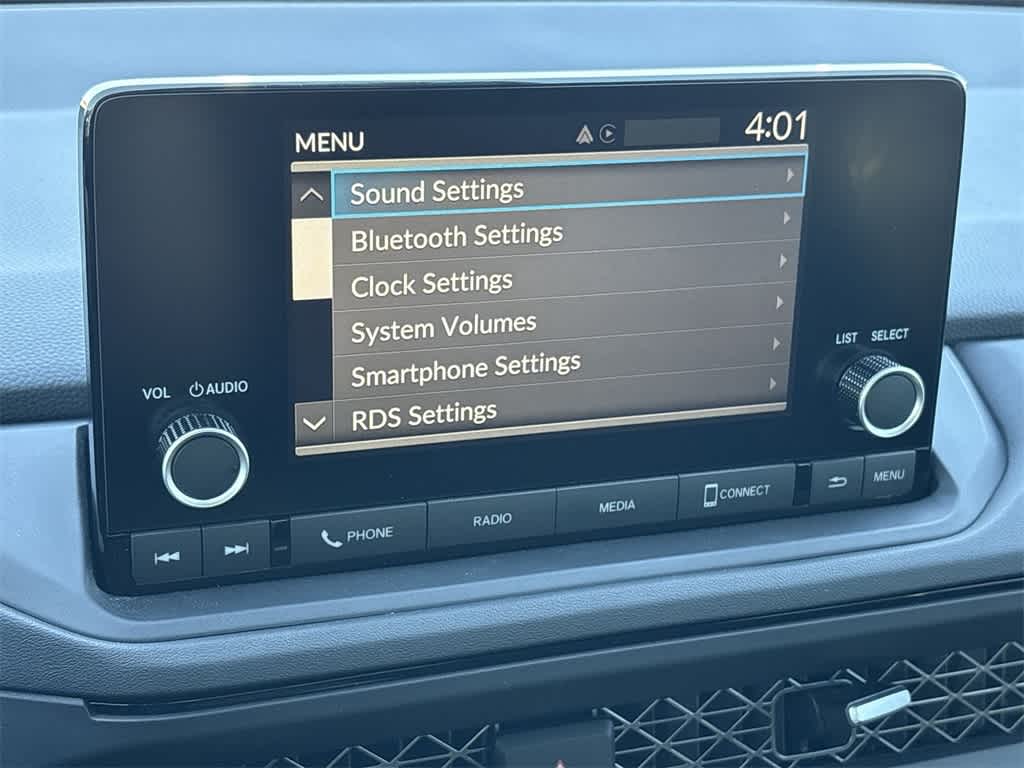 MENU 4:01
Sound Settings
Bluetooth Settings
Clock Settings
System Volumes
Smartphone Settings
RDS Settings
VOL AUDIO
LIST SELECT
PHONE RADIO MEDIA CONNECT MENU